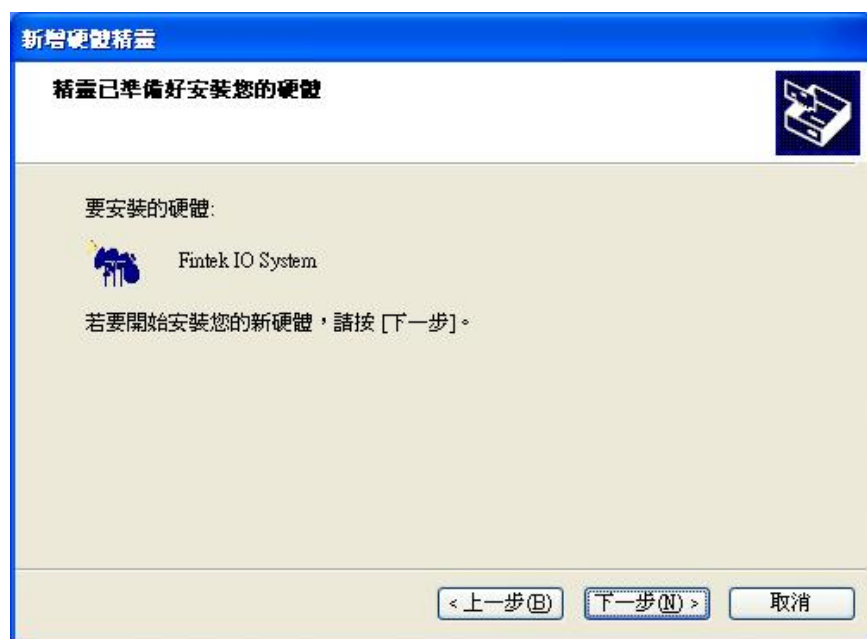 新增硬體精靈
精靈已準備好安裝您的硬體
要安裝的硬體:
Fintek IO System
若要開始安裝您的新硬體，請按 [下一步]。
< 上一步(B) 下一步(N) > 取消